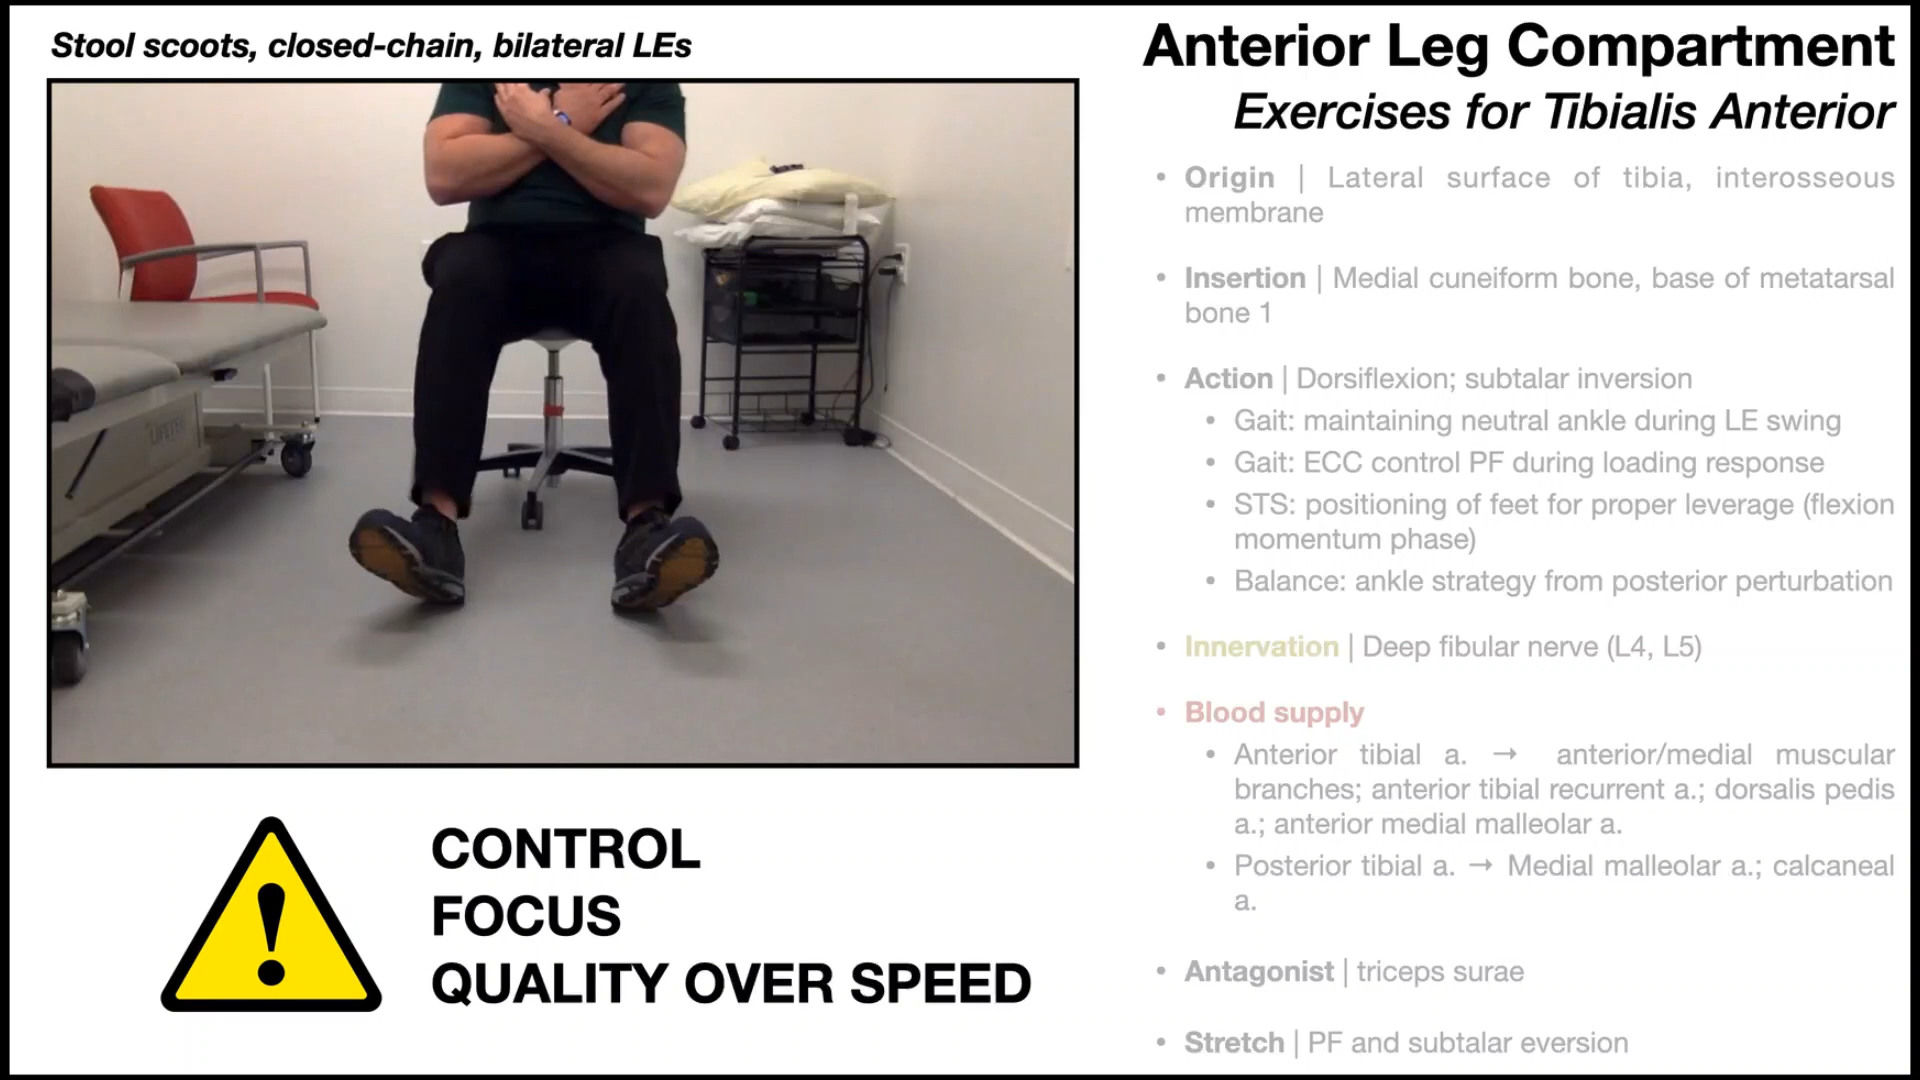 Stool scoots, closed-chain, bilateral LEs
Anterior Leg Compartment
Exercises for Tibialis Anterior
• Origin | Lateral surface of tibia, interosseous
membrane
• Insertion | Medial cuneiform bone, base of metatarsal
bone 1
• Action | Dorsiflexion; subtalar inversion
• Gait: maintaining neutral ankle during LE swing
• Gait: ECC control PF during loading response
• STS: positioning of feet for proper leverage (flexion
momentum phase)
• Balance: ankle strategy from posterior perturbation
• Innervation | Deep fibular nerve (L4, L5)
• Blood supply
• Anterior tibial a. → anterior/medial muscular
branches; anterior tibial recurrent a.; dorsalis pedis
a.; anterior medial malleolar a.
• Posterior tibial a. → Medial malleolar a.; calcaneal
a.
• Antagonist | triceps surae
• Stretch | PF and subtalar eversion
!
CONTROL
FOCUS
QUALITY OVER SPEED